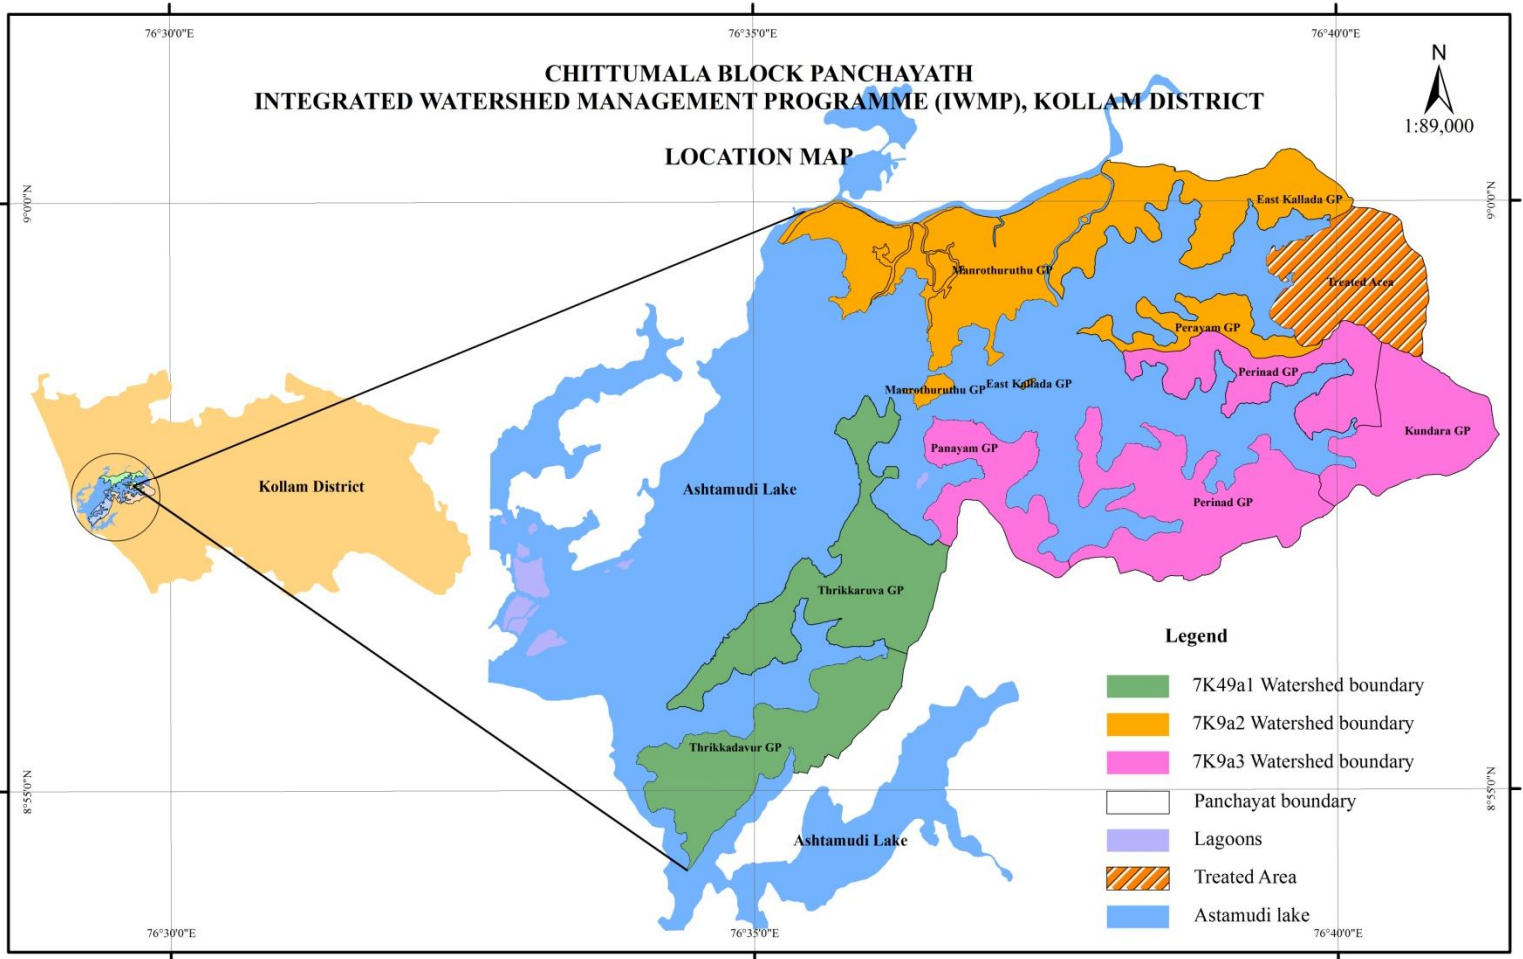 76°30'0"E
76°35'0"E
76°40'0"E
CHITTUMALA BLOCK PANCHAYATH
INTEGRATED WATERSHED MANAGEMENT PROGRAMME (IWMP), KOLLAM DISTRICT
LOCATION MAP
N
1:89,000
9°0'0"N
9°0'0"N
East Kallada GP
Manrothuruthu GP
Treated Area
Perayam GP
Perinad GP
Manrothuruthu GP
East Kallada GP
Kundara GP
Panayam GP
Kollam District
Ashtamudi Lake
Perinad GP
Thrikkaruva GP
Thrikkadavur GP
Ashtamudi Lake
Legend
7K49a1 Watershed boundary
7K9a2 Watershed boundary
7K9a3 Watershed boundary
Panchayat boundary
Lagoons
Treated Area
Astamudi lake
8°55'0"N
8°55'0"N
76°30'0"E
76°35'0"E
76°40'0"E